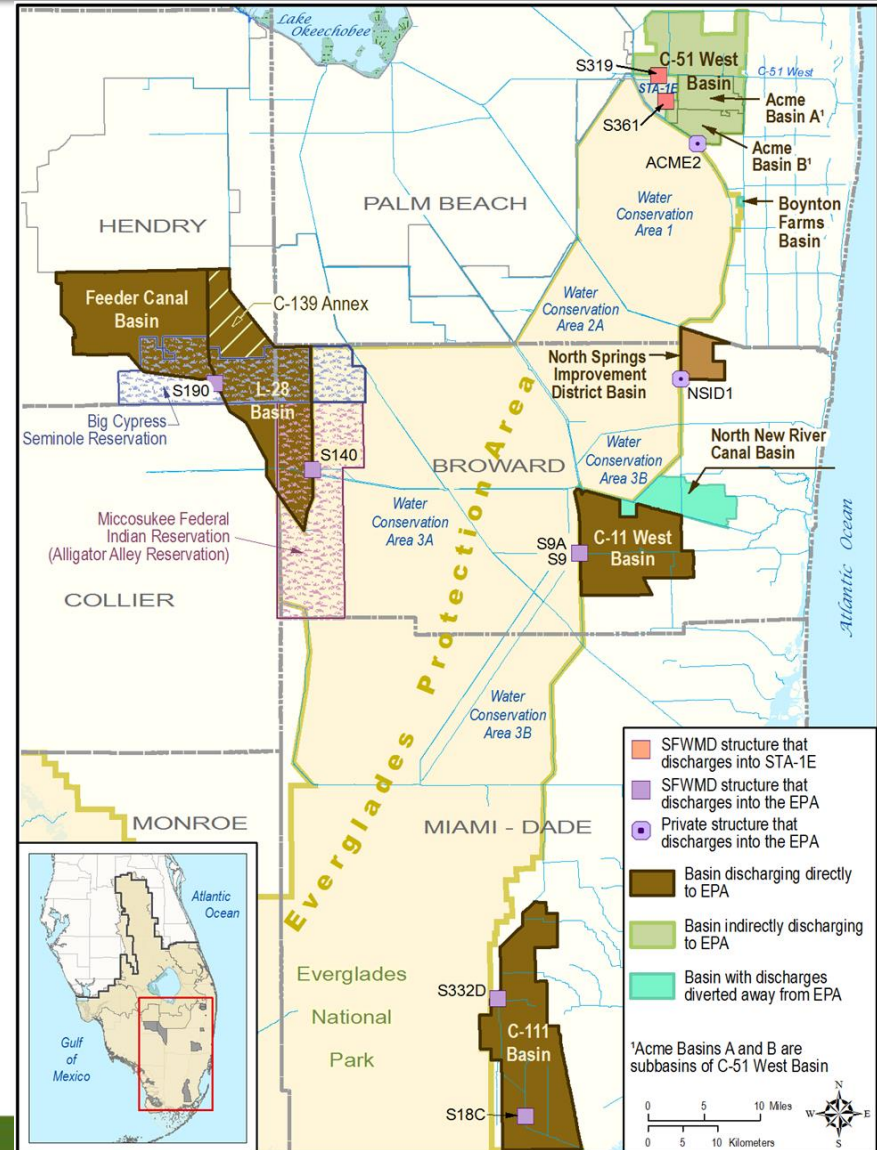 Lake
Okeechobee
S319
C-51 West
Basin
C-51 West
STA-1E
S361
Acme
Basin A¹
Acme
Basin B¹
ACME2
HENDRY
PALM BEACH
Water
Conservation
Area 1
Boynton
Farms
Basin
Feeder Canal
Basin
C-139 Annex
Water
Conservation
Area 2A
North Springs
Improvement
District Basin
NSID1
S190
L-28
Basin
Big Cypress
Seminole Reservation
S140
BROWARD
Water
Conservation
Area 3B
North New River
Canal Basin
Miccosukee Federal
Indian Reservation
(Alligator Alley Reservation)
Water
Conservation
Area 3A
S9A
S9
C-11 West
Basin
COLLIER
Atlantic Ocean
Everglades Protection Area
Water
Conservation
Area 3B
MONROE
MIAMI - DADE
Everglades
National
Park
S332D
C-111
Basin
S18C
Atlantic
Ocean
Gulf
of
Mexico
SFWMD structure that
discharges into STA-1E
SFWMD structure that
discharges into the EPA
Private structure that
discharges into the EPA
Basin discharging directly
to EPA
Basin indirectly discharging
to EPA
Basin with discharges
diverted away from EPA
¹Acme Basins A and B are
subbasins of C-51 West Basin
0 5 10 Miles
0 5 10 Kilometers
N
W E
S